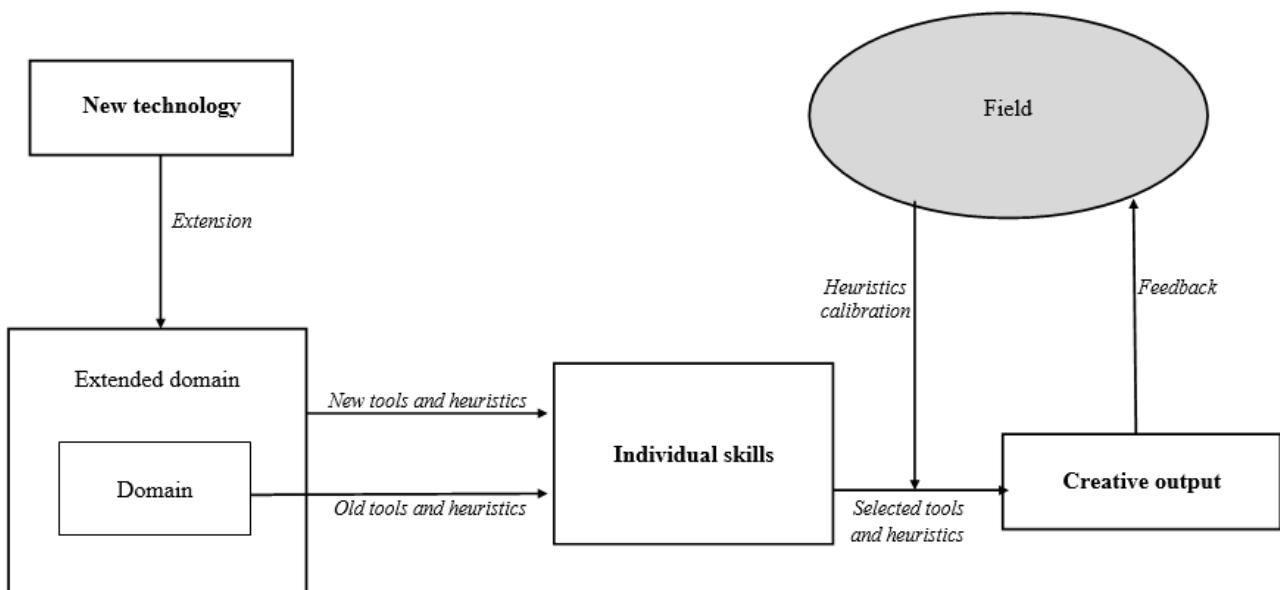 New technology
Field
Extension
Heuristics
calibration
Feedback
Extended domain
New tools and heuristics
Individual skills
Domain
Old tools and heuristics
Creative output
Selected tools
and heuristics